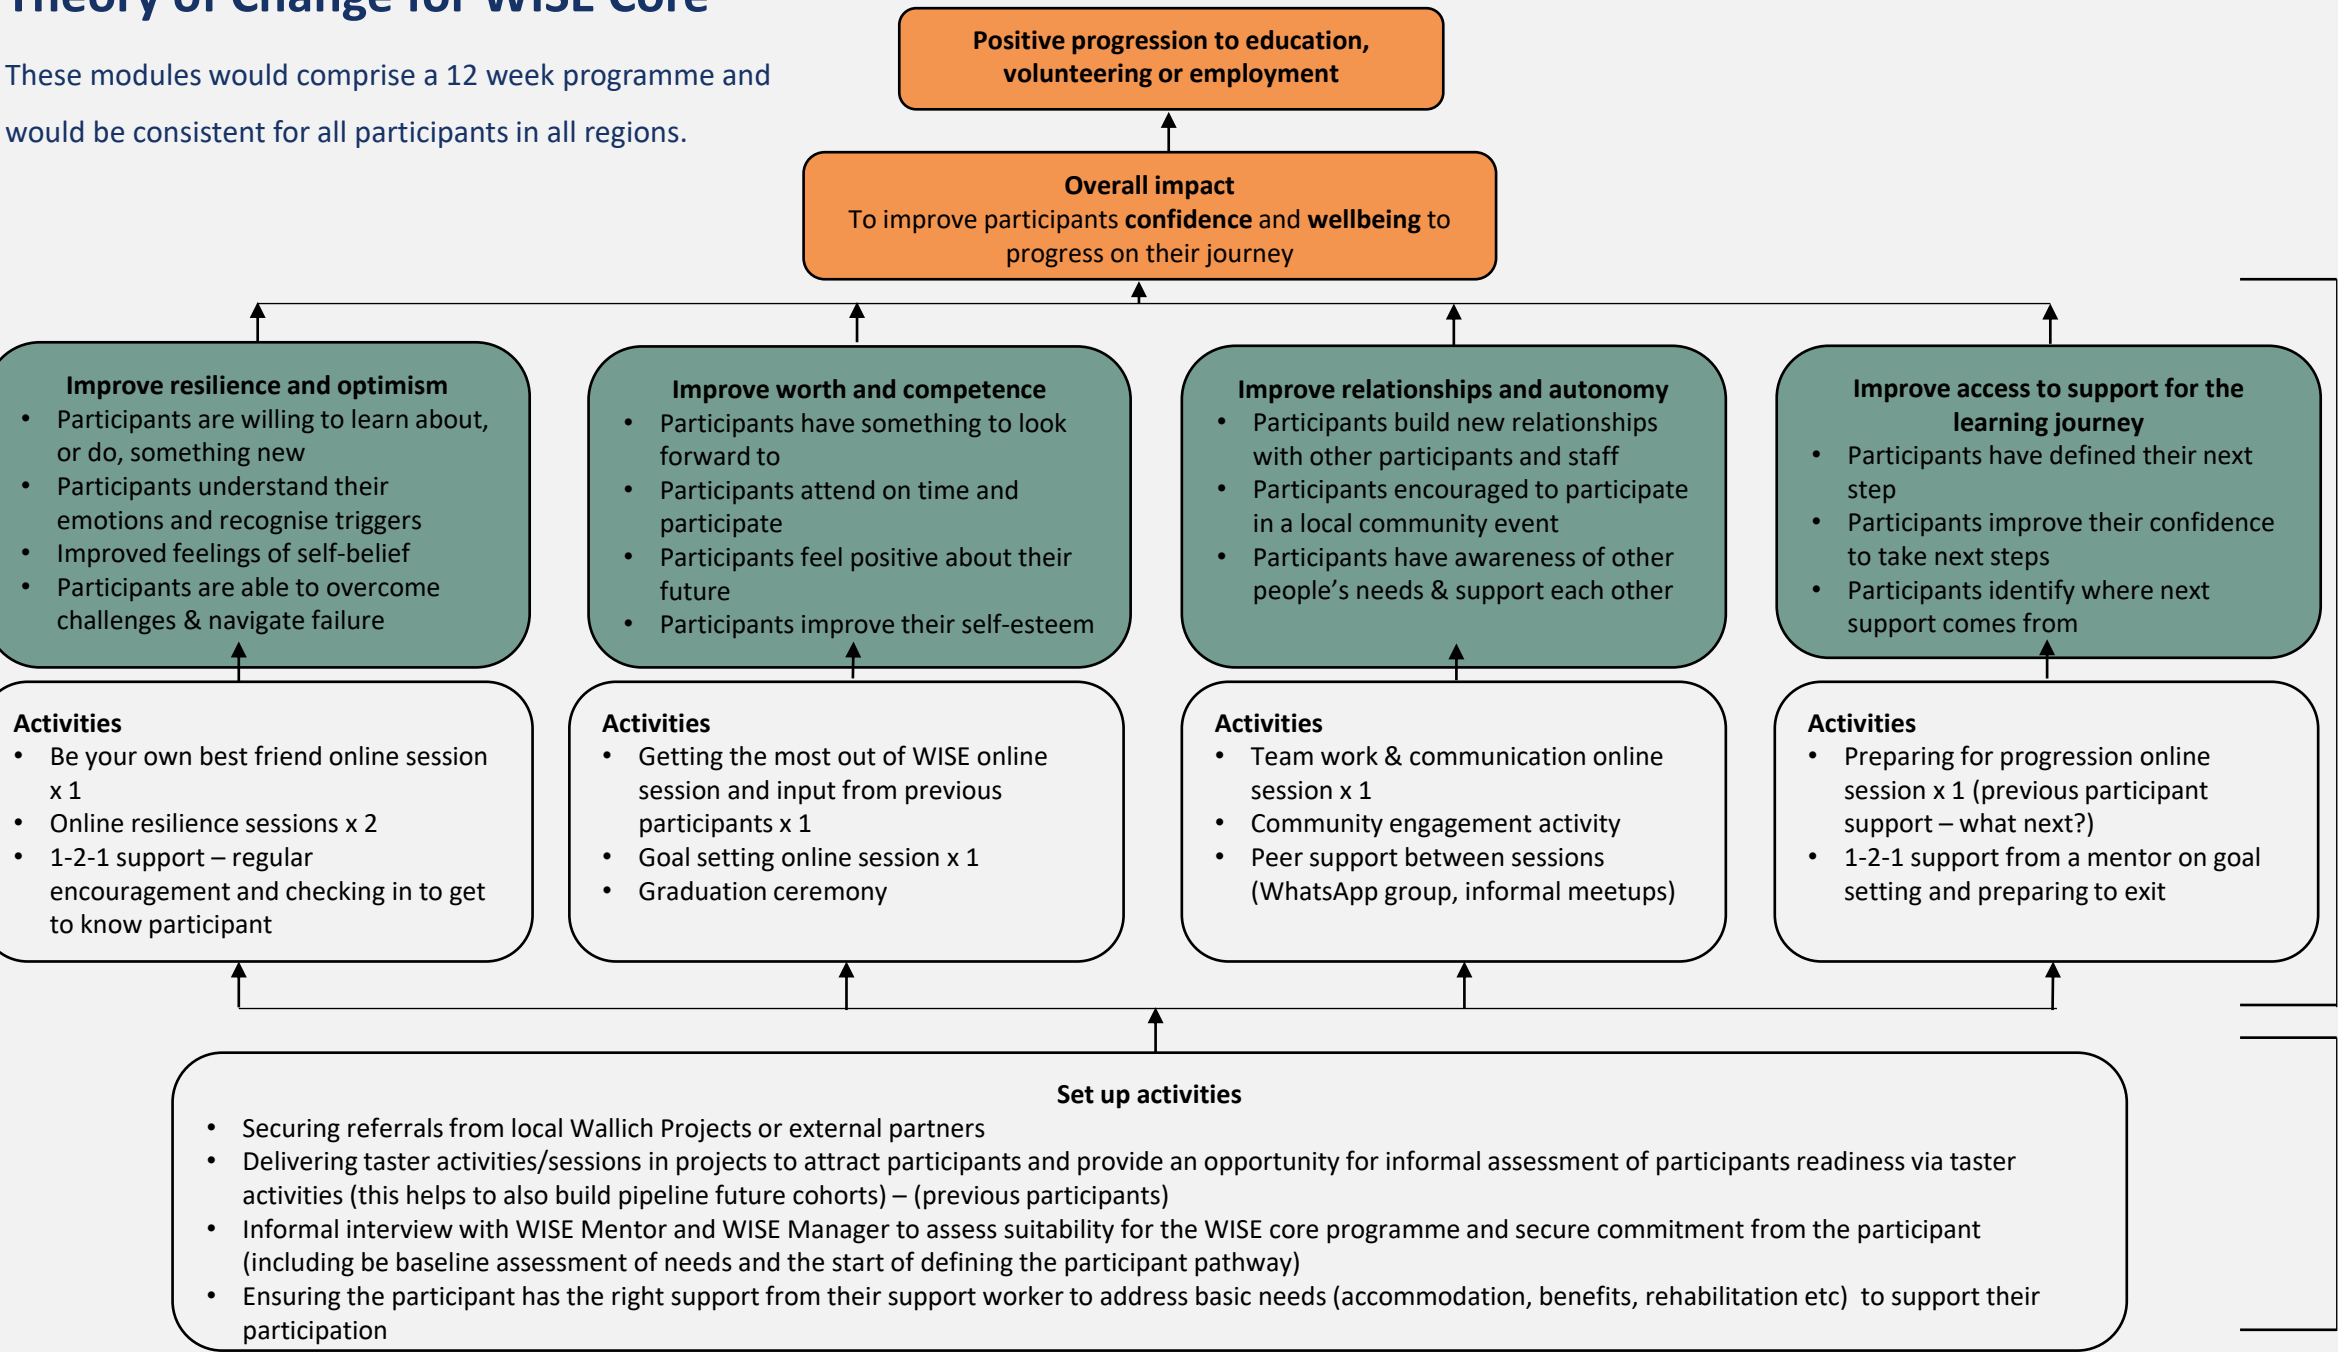 Theory of Change for WISE Core
These modules would comprise a 12 week programme and
would be consistent for all participants in all regions.
Positive progression to education,
volunteering or employment
Overall impact
To improve participants confidence and wellbeing to
progress on their journey
Improve resilience and optimism
• Participants are willing to learn about,
or do, something new
• Participants understand their
emotions and recognise triggers
• Improved feelings of self-belief
• Participants are able to overcome
challenges & navigate failure
Improve worth and competence
• Participants have something to look
forward to
• Participants attend on time and
participate
• Participants feel positive about their
future
• Participants improve their self-esteem
Improve relationships and autonomy
• Participants build new relationships
with other participants and staff
• Participants encouraged to participate
in a local community event
• Participants have awareness of other
people's needs & support each other
Improve access to support for the
learning journey
• Participants have defined their next
step
• Participants improve their confidence
to take next steps
• Participants identify where next
support comes from
Activities
• Be your own best friend online session
x 1
• Online resilience sessions x 2
• 1-2-1 support – regular
encouragement and checking in to get
to know participant
Activities
• Getting the most out of WISE online
session and input from previous
participants x 1
• Goal setting online session x 1
• Graduation ceremony
Activities
• Team work & communication online
session x 1
• Community engagement activity
• Peer support between sessions
(WhatsApp group, informal meetups)
Activities
• Preparing for progression online
session x 1 (previous participant
support – what next?)
• 1-2-1 support from a mentor on goal
setting and preparing to exit
Set up activities
• Securing referrals from local Wallich Projects or external partners
• Delivering taster activities/sessions in projects to attract participants and provide an opportunity for informal assessment of participants readiness via taster
activities (this helps to also build pipeline future cohorts) – (previous participants)
• Informal interview with WISE Mentor and WISE Manager to assess suitability for the WISE core programme and secure commitment from the participant
(including be baseline assessment of needs and the start of defining the participant pathway)
• Ensuring the participant has the right support from their support worker to address basic needs (accommodation, benefits, rehabilitation etc) to support their
participation